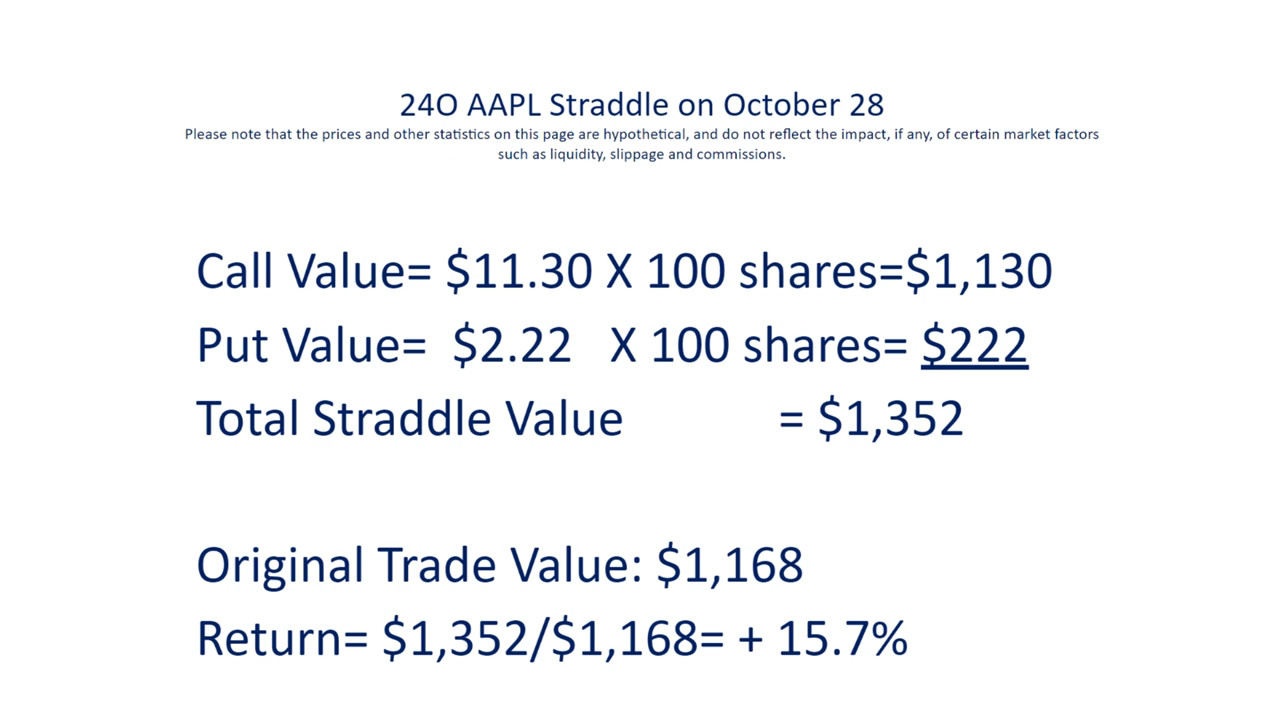 24O AAPL Straddle on October 28
Please note that the prices and other statistics on this page are hypothetical, and do not reflect the impact, if any, of certain market factors
such as liquidity, slippage and commissions.
Call Value= $11.30 X 100 shares=$1,130
Put Value= $2.22 X 100 shares= $222
Total Straddle Value = $1,352
Original Trade Value: $1,168
Return= $1,352/$1,168= + 15.7%